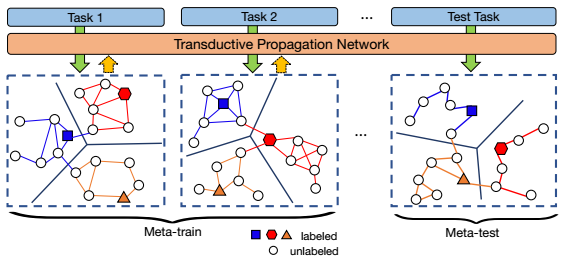 Task 1
Task 2
...
Test Task
Transductive Propagation Network
...
Meta-train
Meta-test
labeled
unlabeled